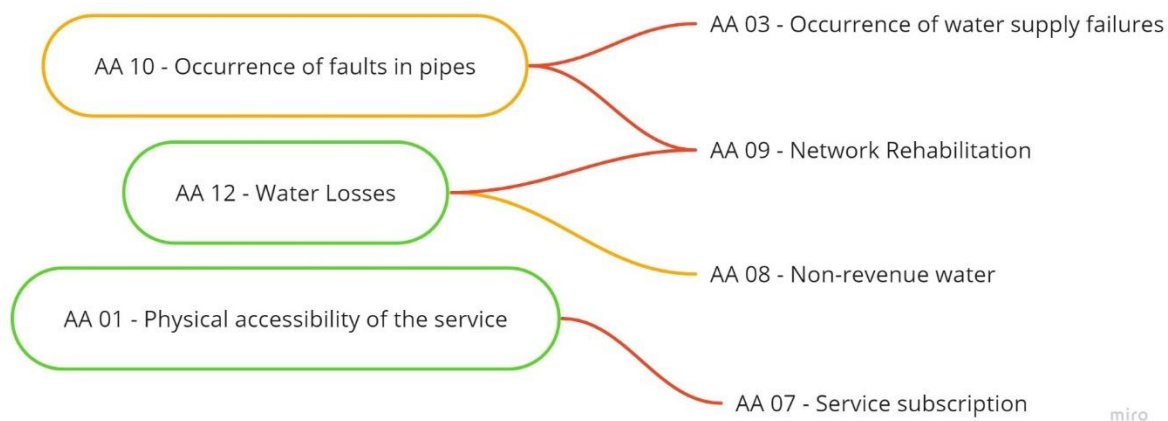 AA 03 - Occurrence of water supply failures
AA 10 - Occurrence of faults in pipes
AA 09 - Network Rehabilitation
AA 12 - Water Losses
AA 08 - Non-revenue water
AA 01 - Physical accessibility of the service
AA 07 - Service subscription
miro